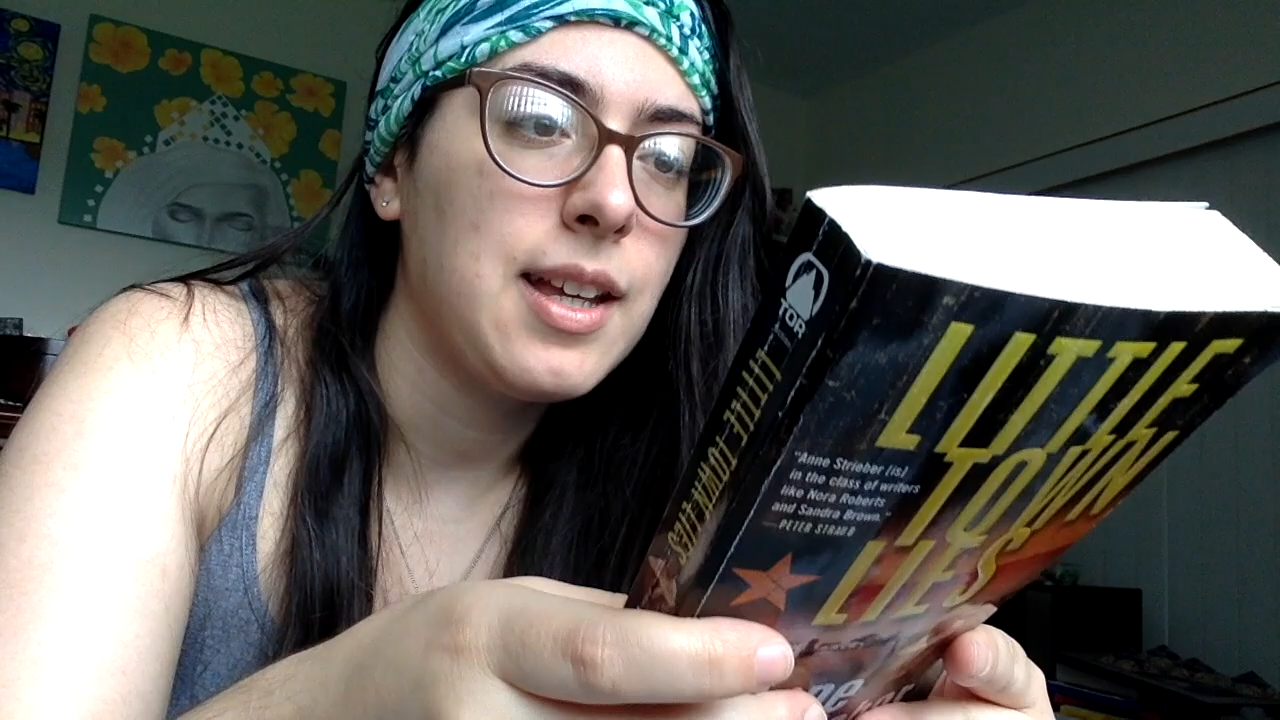 TOR
LITTLE TOWN LIES
LITTLE
TOWN
LIES
"Anne Strieber [is]
in the class of writers
like Nora Roberts
and Sandra Brown."
—PETER STRAUB